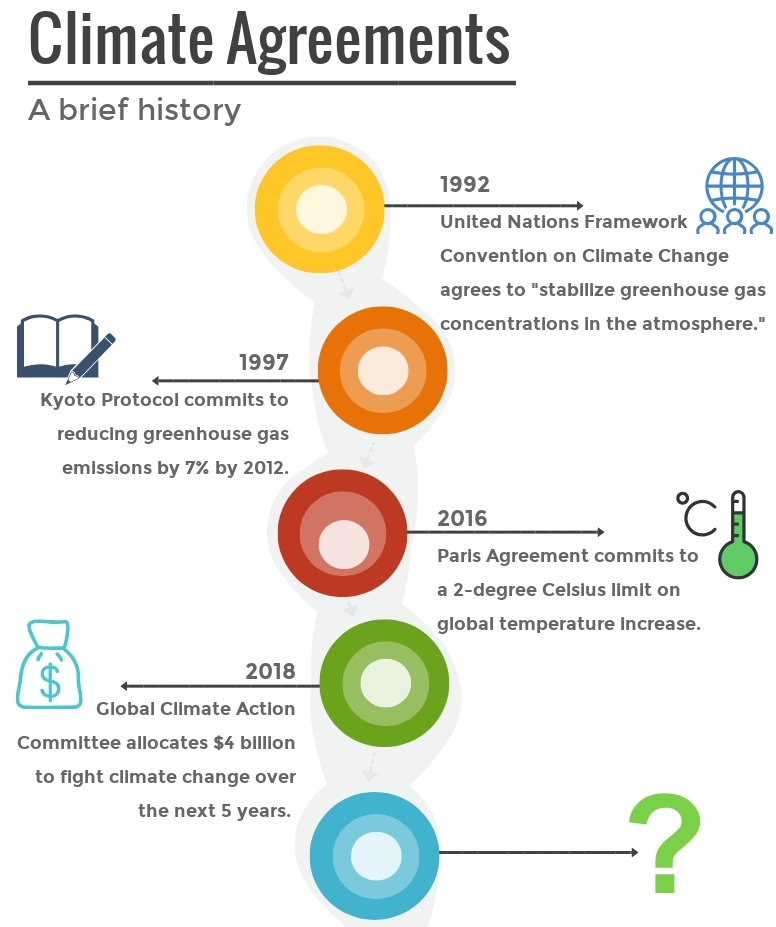 Climate Agreements
A brief history
1992
United Nations Framework
Convention on Climate Change
agrees to "stabilize greenhouse gas
concentrations in the atmosphere."
1997
Kyoto Protocol commits to
reducing greenhouse gas
emissions by 7% by 2012.
°C
2016
Paris Agreement commits to
a 2-degree Celsius limit on
global temperature increase.
$
2018
Global Climate Action
Committee allocates $4 billion
to fight climate change over
the next 5 years.
?